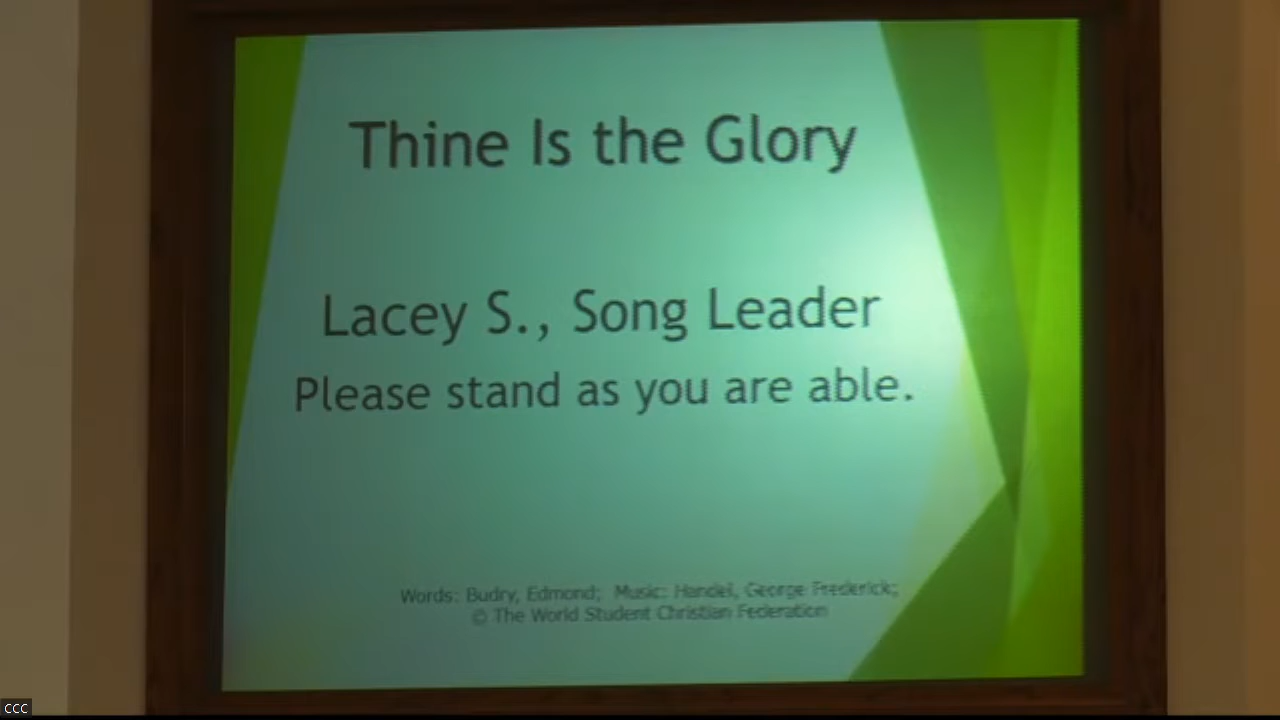 Thine Is the Glory
Lacey S., Song Leader
Please stand as you are able.
Words: Budry, Edmond; Music: Handel, George Frederick;
© The World Student Christian Federation
ccc